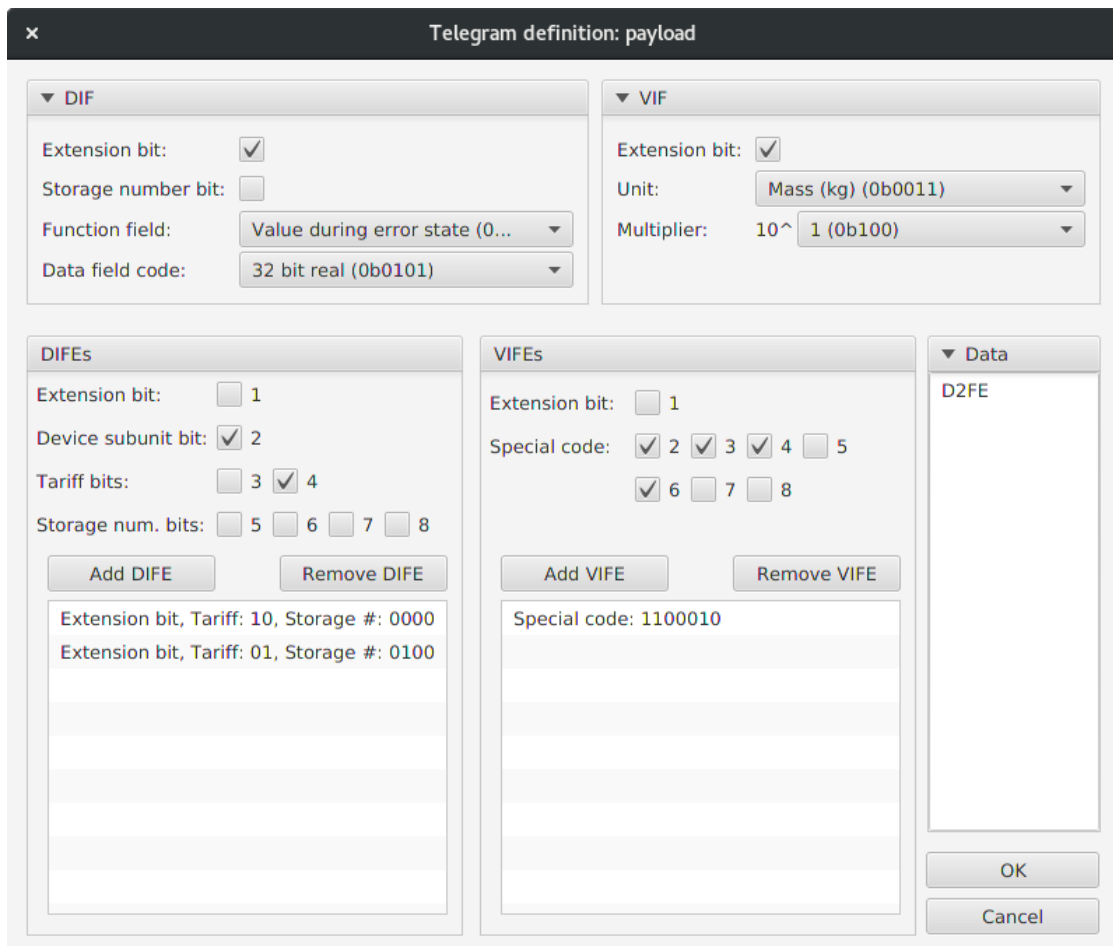 Telegram definition: payload
DIF
Extension bit:
Storage number bit:
Function field: Value during error state (0...
Data field code: 32 bit real (0b0101)
VIF
Extension bit:
Unit: Mass (kg) (0b0011)
Multiplier: 10^ 1 (0b100)
DIFEs
Extension bit: 1
Device subunit bit: 2
Tariff bits: 3 4
Storage num. bits: 5 6 7 8
Add DIFE Remove DIFE
Extension bit, Tariff: 10, Storage #: 0000
Extension bit, Tariff: 01, Storage #: 0100
VIFEs
Extension bit: 1
Special code: 2 3 4 5
6 7 8
Add VIFE Remove VIFE
Special code: 1100010
Data
D2FE
OK
Cancel